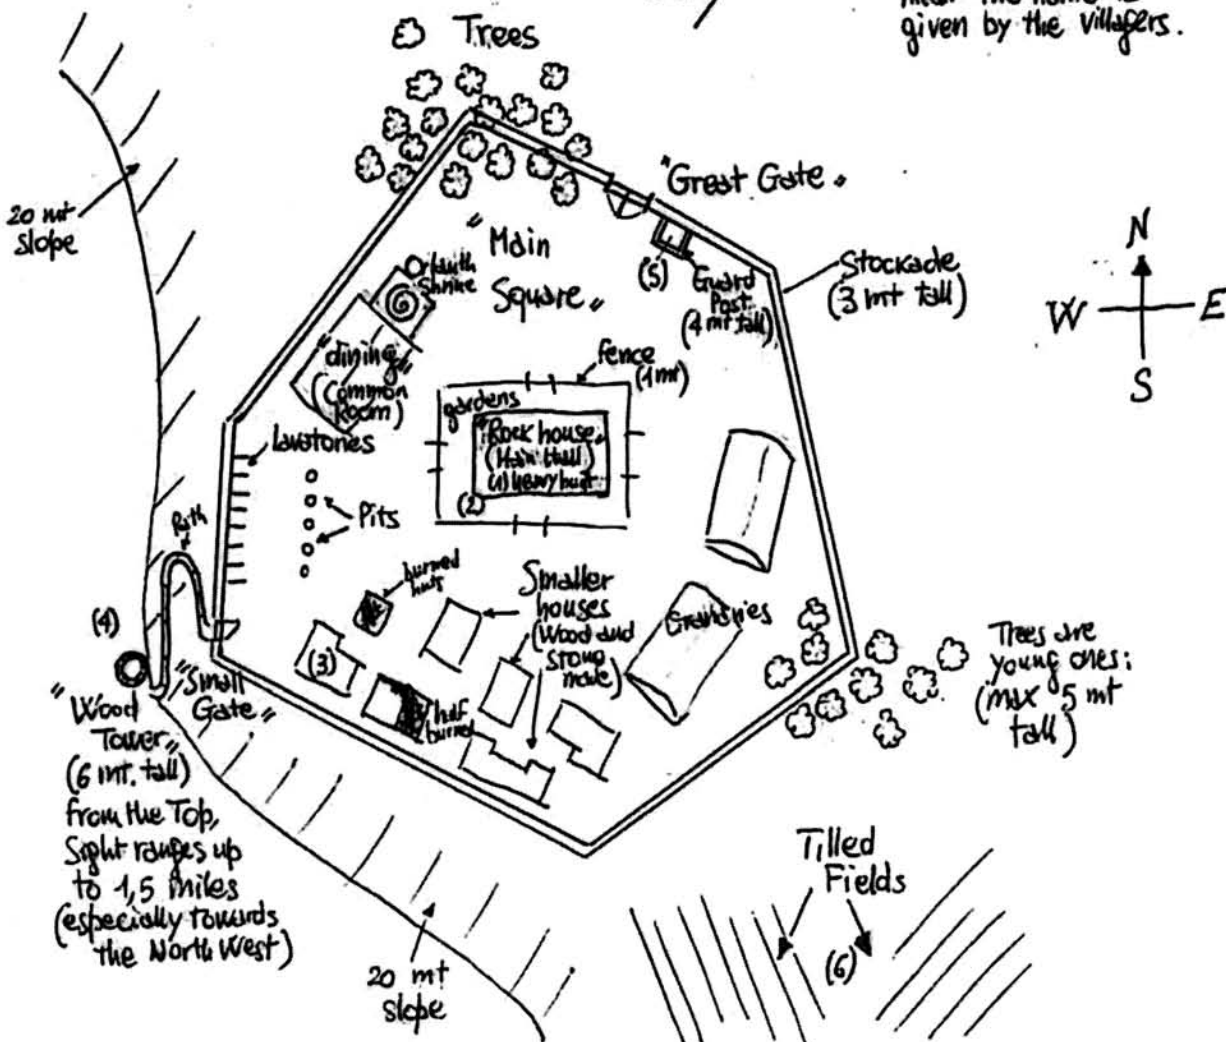 given by the villagers.
Trees
"Great Gate"
20 mt
slope
"Main
Square"
Shrine
(5)
Guard
Post
(4 mt tall)
Stockade
(3 mt tall)
N
W
E
S
"dining"
(Common
Room)
fence
(1 mt)
gardens
"Rock house"
(Main Hall)
(1) heavy built
(2)
lavatories
Pits
Path
burned
huts
Smaller
houses
(Wood and
stone
made)
Granaries
(4)
(3)
"Small
Gate"
half
burned
Trees are
young ones:
(max 5 mt
tall)
"Wood
Tower"
(6 mt. tall)
from the Top,
Sight ranges up
to 1,5 miles
(especially towards
the North West)
20 mt
slope
Tilled
Fields
(6)